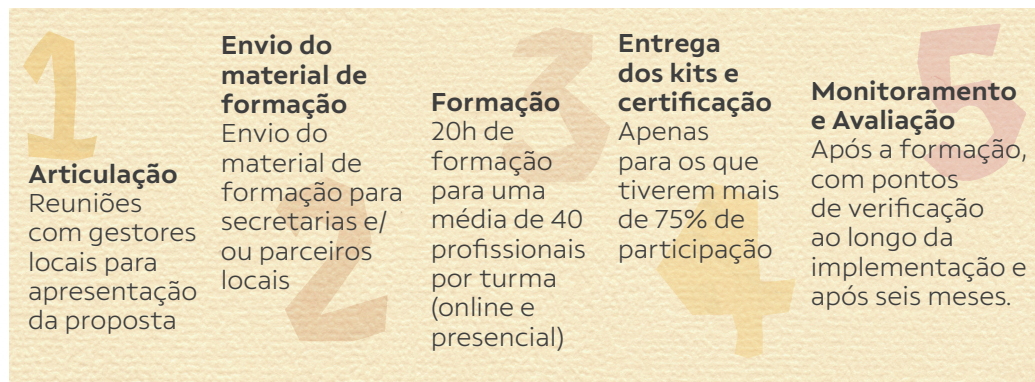 1
Articulação
Reuniões
com gestores
locais para
apresentação
da proposta
2
Envio do
material de
formação
Envio do
material de
formação para
secretarias e/
ou parceiros
locais
3
Formação
20h de
formação
para uma
média de 40
profissionais
por turma
(online e
presencial)
4
Entrega
dos kits e
certificação
Apenas
para os que
tiverem mais
de 75% de
participação
5
Monitoramento
e Avaliação
Após a formação,
com pontos
de verificação
ao longo da
implementação e
após seis meses.